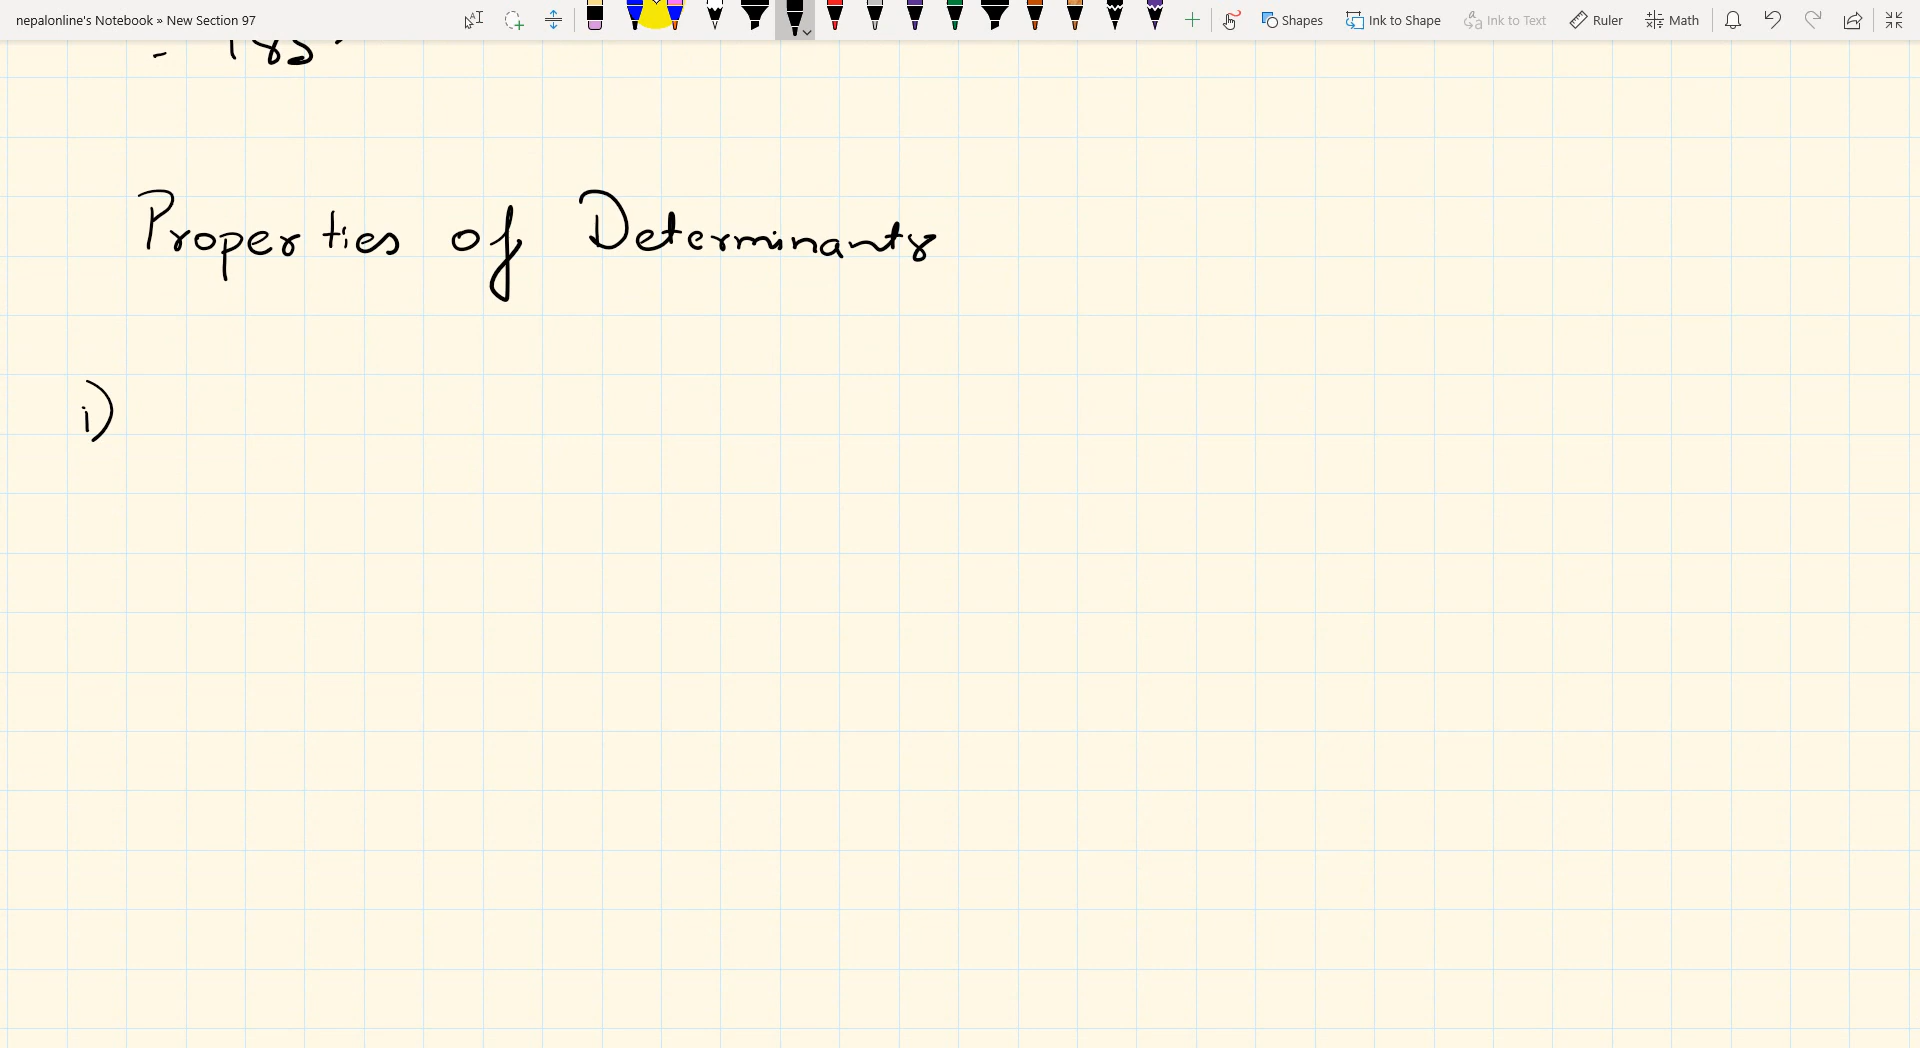 nepalonline's Notebook » New Section 97
Shapes
Ink to Shape
Ink to Text
Ruler
Math
Properties of Determinants
i)